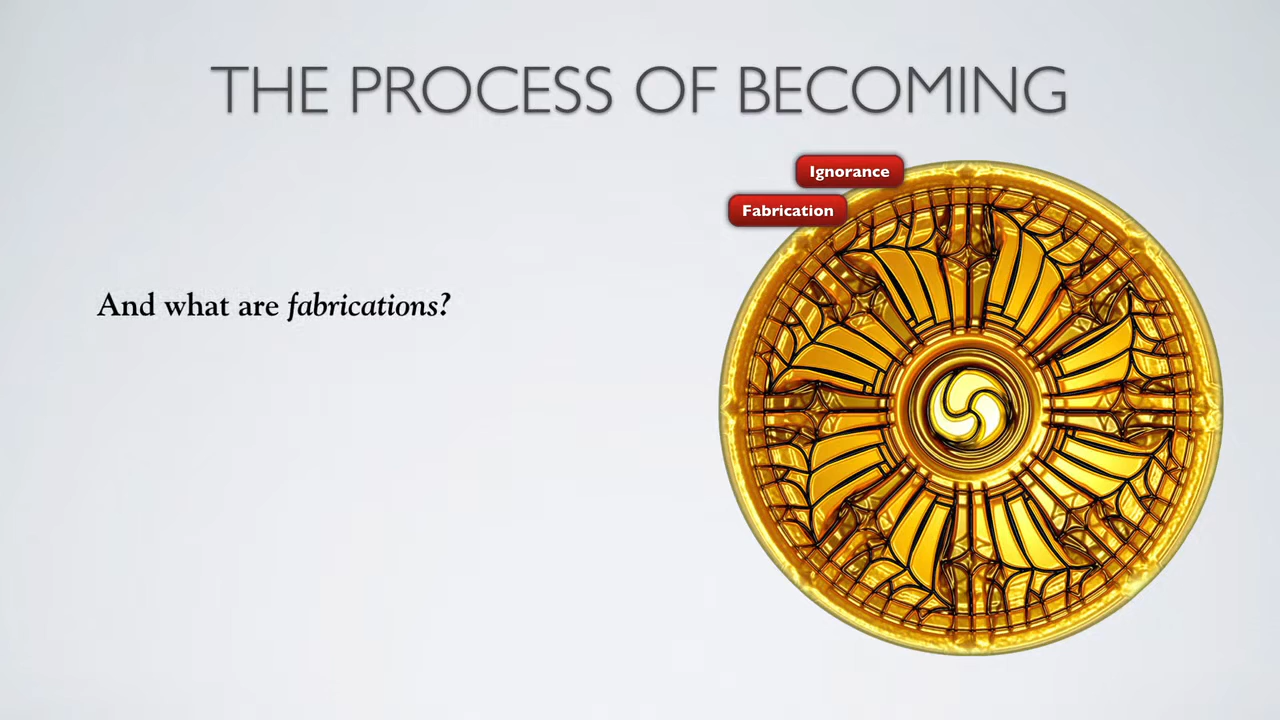 THE PROCESS OF BECOMING
Ignorance
Fabrication
And what are fabrications?